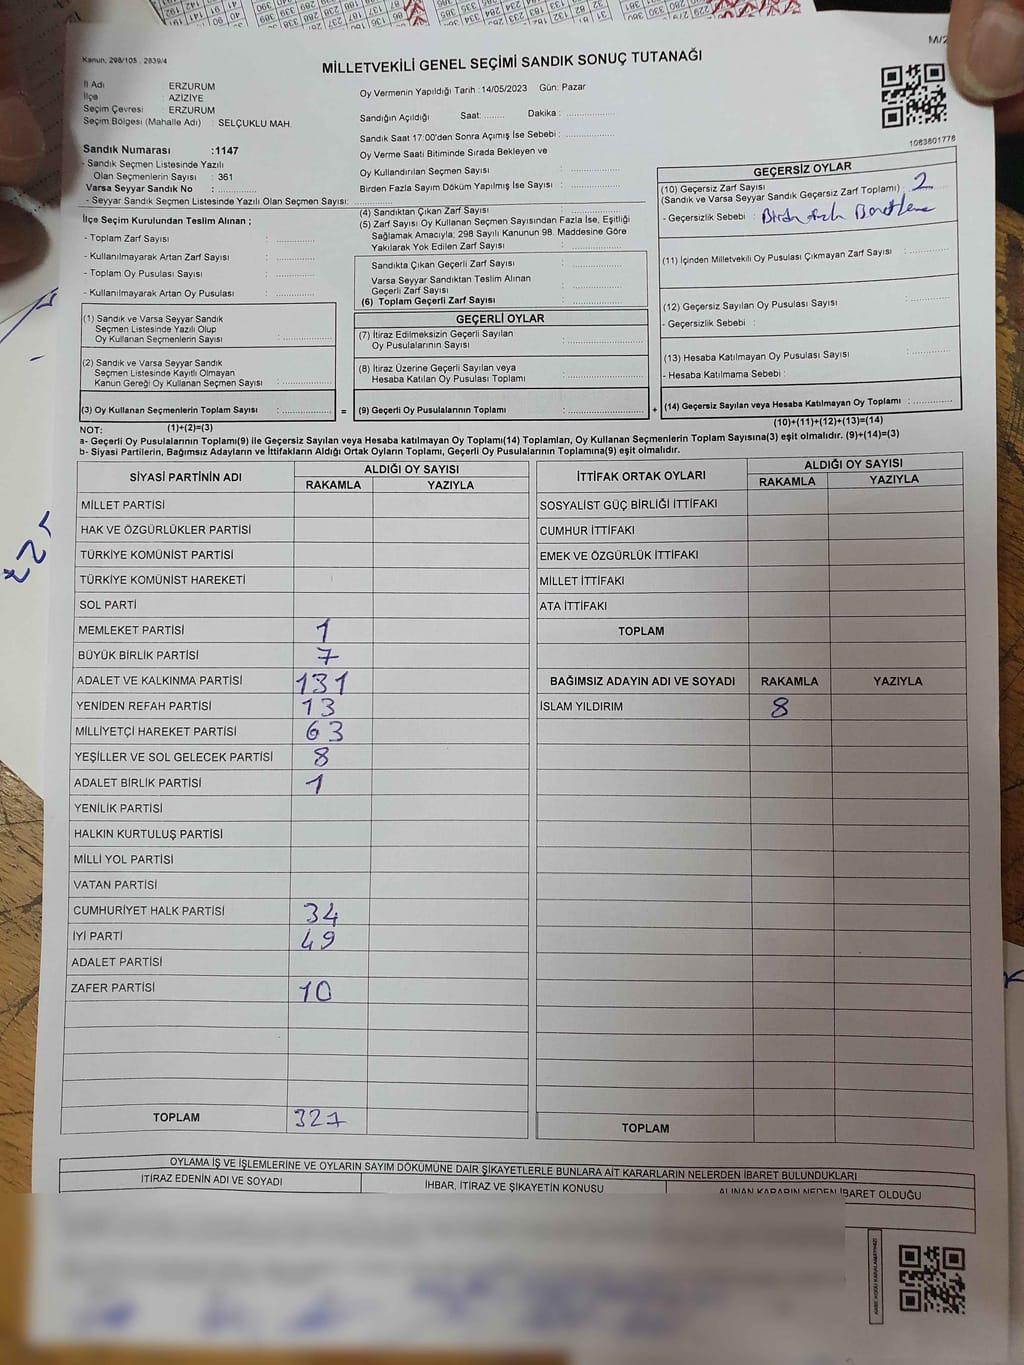 Kanun, 298/105 . 2839/4
MİLLETVEKİLİ GENEL SEÇİMİ SANDIK SONUÇ TUTANAĞI
M/2
İl Adı ERZURUM
İlçe : AZİZİYE
Seçim Çevresi : ERZURUM
Seçim Bölgesi (Mahalle Adı) : SELÇUKLU MAH.
Sandık Numarası :1147
- Sandık Seçmen Listesinde Yazılı
Olan Seçmenlerin Sayısı : 361
Varsa Seyyar Sandık No : ..............
- Seyyar Sandık Seçmen Listesinde Yazılı Olan Seçmen Sayısı: ..............
Oy Vermenin Yapıldığı Tarih : 14/05/2023 Gün: Pazar
Sandığın Açıldığı Saat: ........ Dakika : ..............
Sandık Saat 17:00'den Sonra Açımış İse Sebebi : ..............
Oy Verme Saati Bitiminde Sırada Bekleyen ve
Oy Kullandırılan Seçmen Sayısı : ..............
Birden Fazla Sayım Döküm Yapılmış İse Sayısı : ..............
1063601776
İlçe Seçim Kurulundan Teslim Alınan ;
- Toplam Zarf Sayısı : ..............
- Kullanılmayarak Artan Zarf Sayısı : ..............
- Toplam Oy Pusulası Sayısı : ..............
- Kullanılmayarak Artan Oy Pusulası : ..............
(4) Sandıktan Çıkan Zarf Sayısı : ..............
(5) Zarf Sayısı Oy Kullanan Seçmen Sayısından Fazla İse, Eşitliği
Sağlamak Amacıyla; 298 Sayılı Kanunun 98. Maddesine Göre
Yakılarak Yok Edilen Zarf Sayısı : ..............
Sandıkta Çıkan Geçerli Zarf Sayısı : ..............
Varsa Seyyar Sandıktan Teslim Alınan
Geçerli Zarf Sayısı : ..............
(6) Toplam Geçerli Zarf Sayısı : ..............
GEÇERSİZ OYLAR
(10) Geçersiz Zarf Sayısı
(Sandık ve Varsa Seyyar Sandık Geçersiz Zarf Toplamı) : 2
- Geçersizlik Sebebi :
(11) İçinden Milletvekili Oy Pusulası Çıkmayan Zarf Sayısı : ..............
(12) Geçersiz Sayılan Oy Pusulası Sayısı : ..............
- Geçersizlik Sebebi :
(13) Hesaba Katılmayan Oy Pusulası Sayısı : ..............
- Hesaba Katılmama Sebebi :
(1) Sandık ve Varsa Seyyar Sandık
Seçmen Listesinde Yazılı Olup
Oy Kullanan Seçmenlerin Sayısı : ..............
(2) Sandık ve Varsa Seyyar Sandık
Seçmen Listesinde Kayıtlı Olmayan
Kanun Gereği Oy Kullanan Seçmen Sayısı : ..............
GEÇERLİ OYLAR
(7) İtiraz Edilmeksizin Geçerli Sayılan
Oy Pusulalarının Sayısı : ..............
(8) İtiraz Üzerine Geçerli Sayılan veya
Hesaba Katılan Oy Pusulası Toplamı : ..............
(3) Oy Kullanan Seçmenlerin Toplam Sayısı : .............. = (9) Geçerli Oy Pusulalarının Toplamı : .............. + (14) Geçersiz Sayılan veya Hesaba Katılmayan Oy Toplamı : ..............
NOT: (1)+(2)=(3) (10)+(11)+(12)+(13)=(14)
a- Geçerli Oy Pusulalarının Toplamı(9) ile Geçersiz Sayılan veya Hesaba katılmayan Oy Toplamı(14) Toplamları, Oy Kullanan Seçmenlerin Toplam Sayısına(3) eşit olmalıdır. (9)+(14)=(3)
b- Siyasi Partilerin, Bağımsız Adayların ve İttifakların Aldığı Ortak Oyların Toplamı, Geçerli Oy Pusulalarının Toplamına(9) eşit olmalıdır.
SİYASİ PARTİNİN ADI ALDIĞI OY SAYISI
RAKAMLA YAZIYLA
MİLLET PARTİSİ
HAK VE ÖZGÜRLÜKLER PARTİSİ
TÜRKİYE KOMÜNİST PARTİSİ
TÜRKİYE KOMÜNİST HAREKETİ
SOL PARTİ
MEMLEKET PARTİSİ 1
BÜYÜK BİRLİK PARTİSİ 7
ADALET VE KALKINMA PARTİSİ 131
YENİDEN REFAH PARTİSİ 13
MİLLİYETÇİ HAREKET PARTİSİ 63
YEŞİLLER VE SOL GELECEK PARTİSİ 8
ADALET BİRLİK PARTİSİ 1
YENİLİK PARTİSİ
HALKIN KURTULUŞ PARTİSİ
MİLLİ YOL PARTİSİ
VATAN PARTİSİ
CUMHURİYET HALK PARTİSİ 34
İYİ PARTİ 49
ADALET PARTİSİ
ZAFER PARTİSİ 10
TOPLAM 327
İTTİFAK ORTAK OYLARI ALDIĞI OY SAYISI
RAKAMLA YAZIYLA
SOSYALİST GÜÇ BİRLİĞİ İTTİFAKI
CUMHUR İTTİFAKI
EMEK VE ÖZGÜRLÜK İTTİFAKI
MİLLET İTTİFAKI
ATA İTTİFAKI
TOPLAM
BAĞIMSIZ ADAYIN ADI VE SOYADI RAKAMLA YAZIYLA
İSLAM YILDIRIM 8
TOPLAM
OYLAMA İŞ VE İŞLEMLERİNE VE OYLARIN SAYIM DÖKÜMÜNE DAİR ŞİKAYETLERLE BUNLARA AİT KARARLARIN NELERDEN İBARET BULUNDUKLARI
İTİRAZ EDENİN ADI VE SOYADI İHBAR, İTİRAZ VE ŞİKAYETİN KONUSU ALINAN KARARIN NEDEN İBARET OLDUĞU